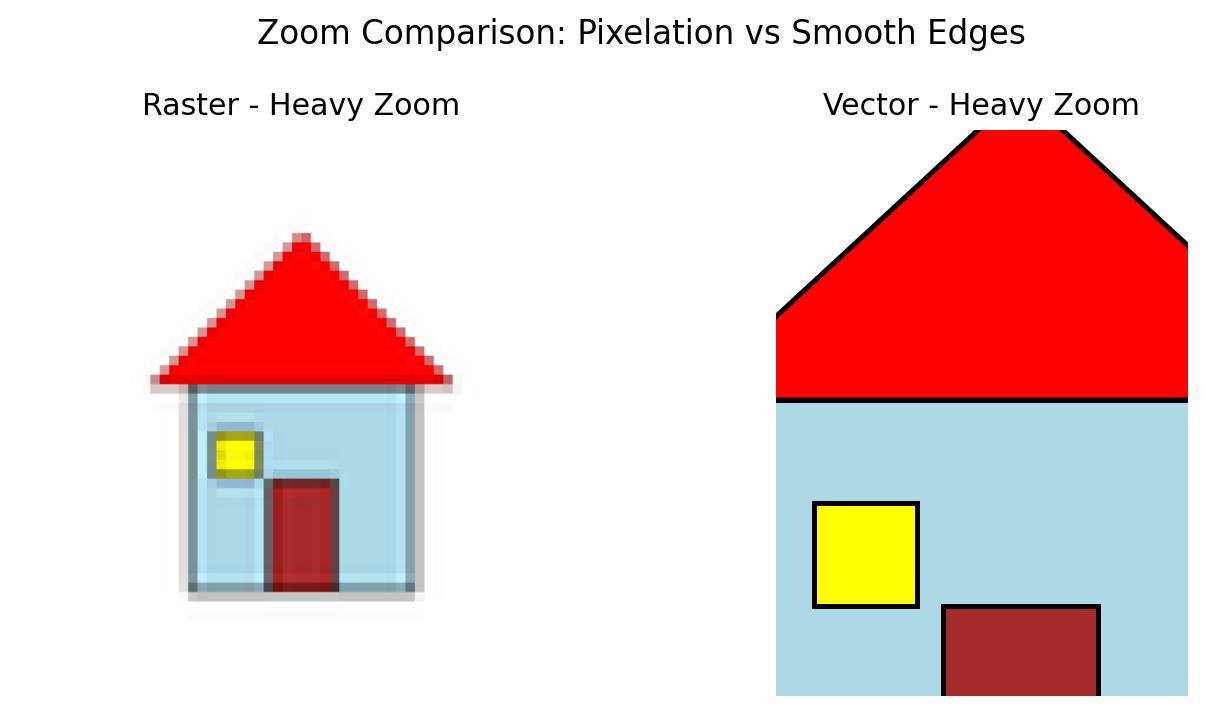 Zoom Comparison: Pixelation vs Smooth Edges
Raster - Heavy Zoom
Vector - Heavy Zoom